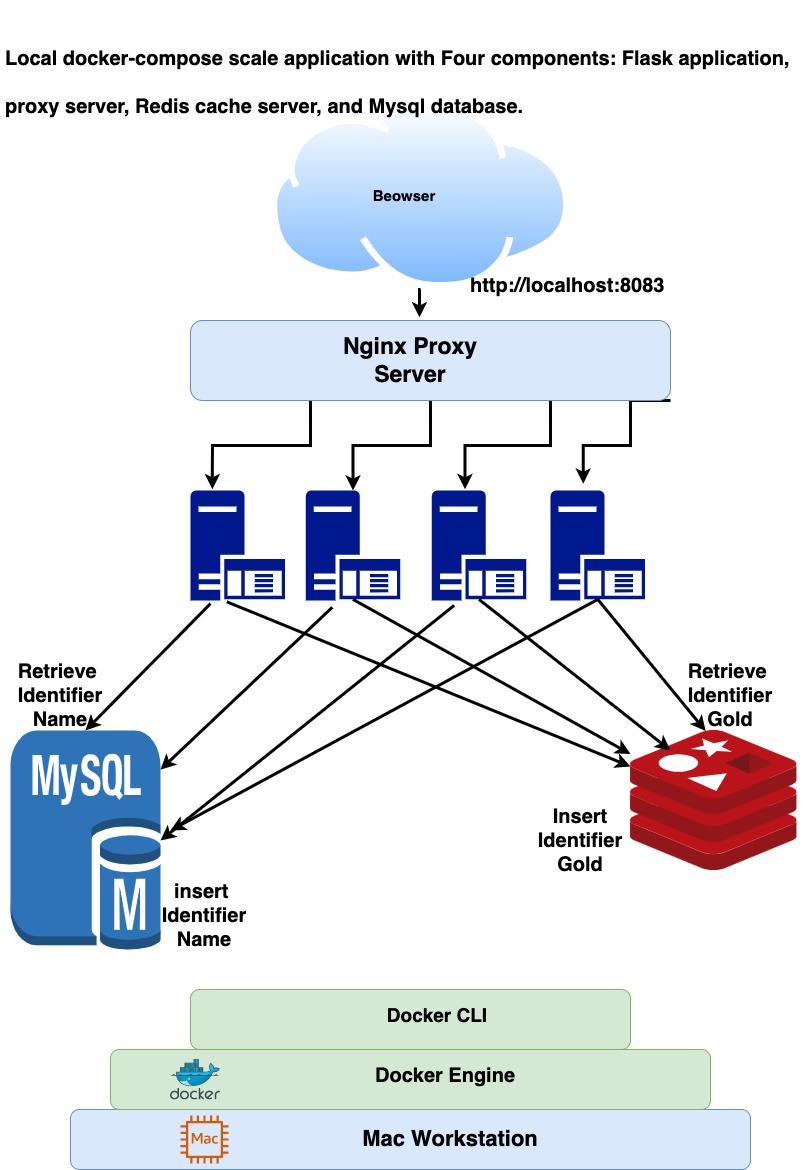 Local docker-compose scale application with Four components: Flask application,
proxy server, Redis cache server, and Mysql database.
Beowser
http://localhost:8083
Nginx Proxy
Server
Retrieve
Identifier
Name
Retrieve
Identifier
Gold
MySQL
M
Insert
Identifier
Gold
insert
Identifier
Name
Docker CLI
docker
Docker Engine
Mac
Mac Workstation